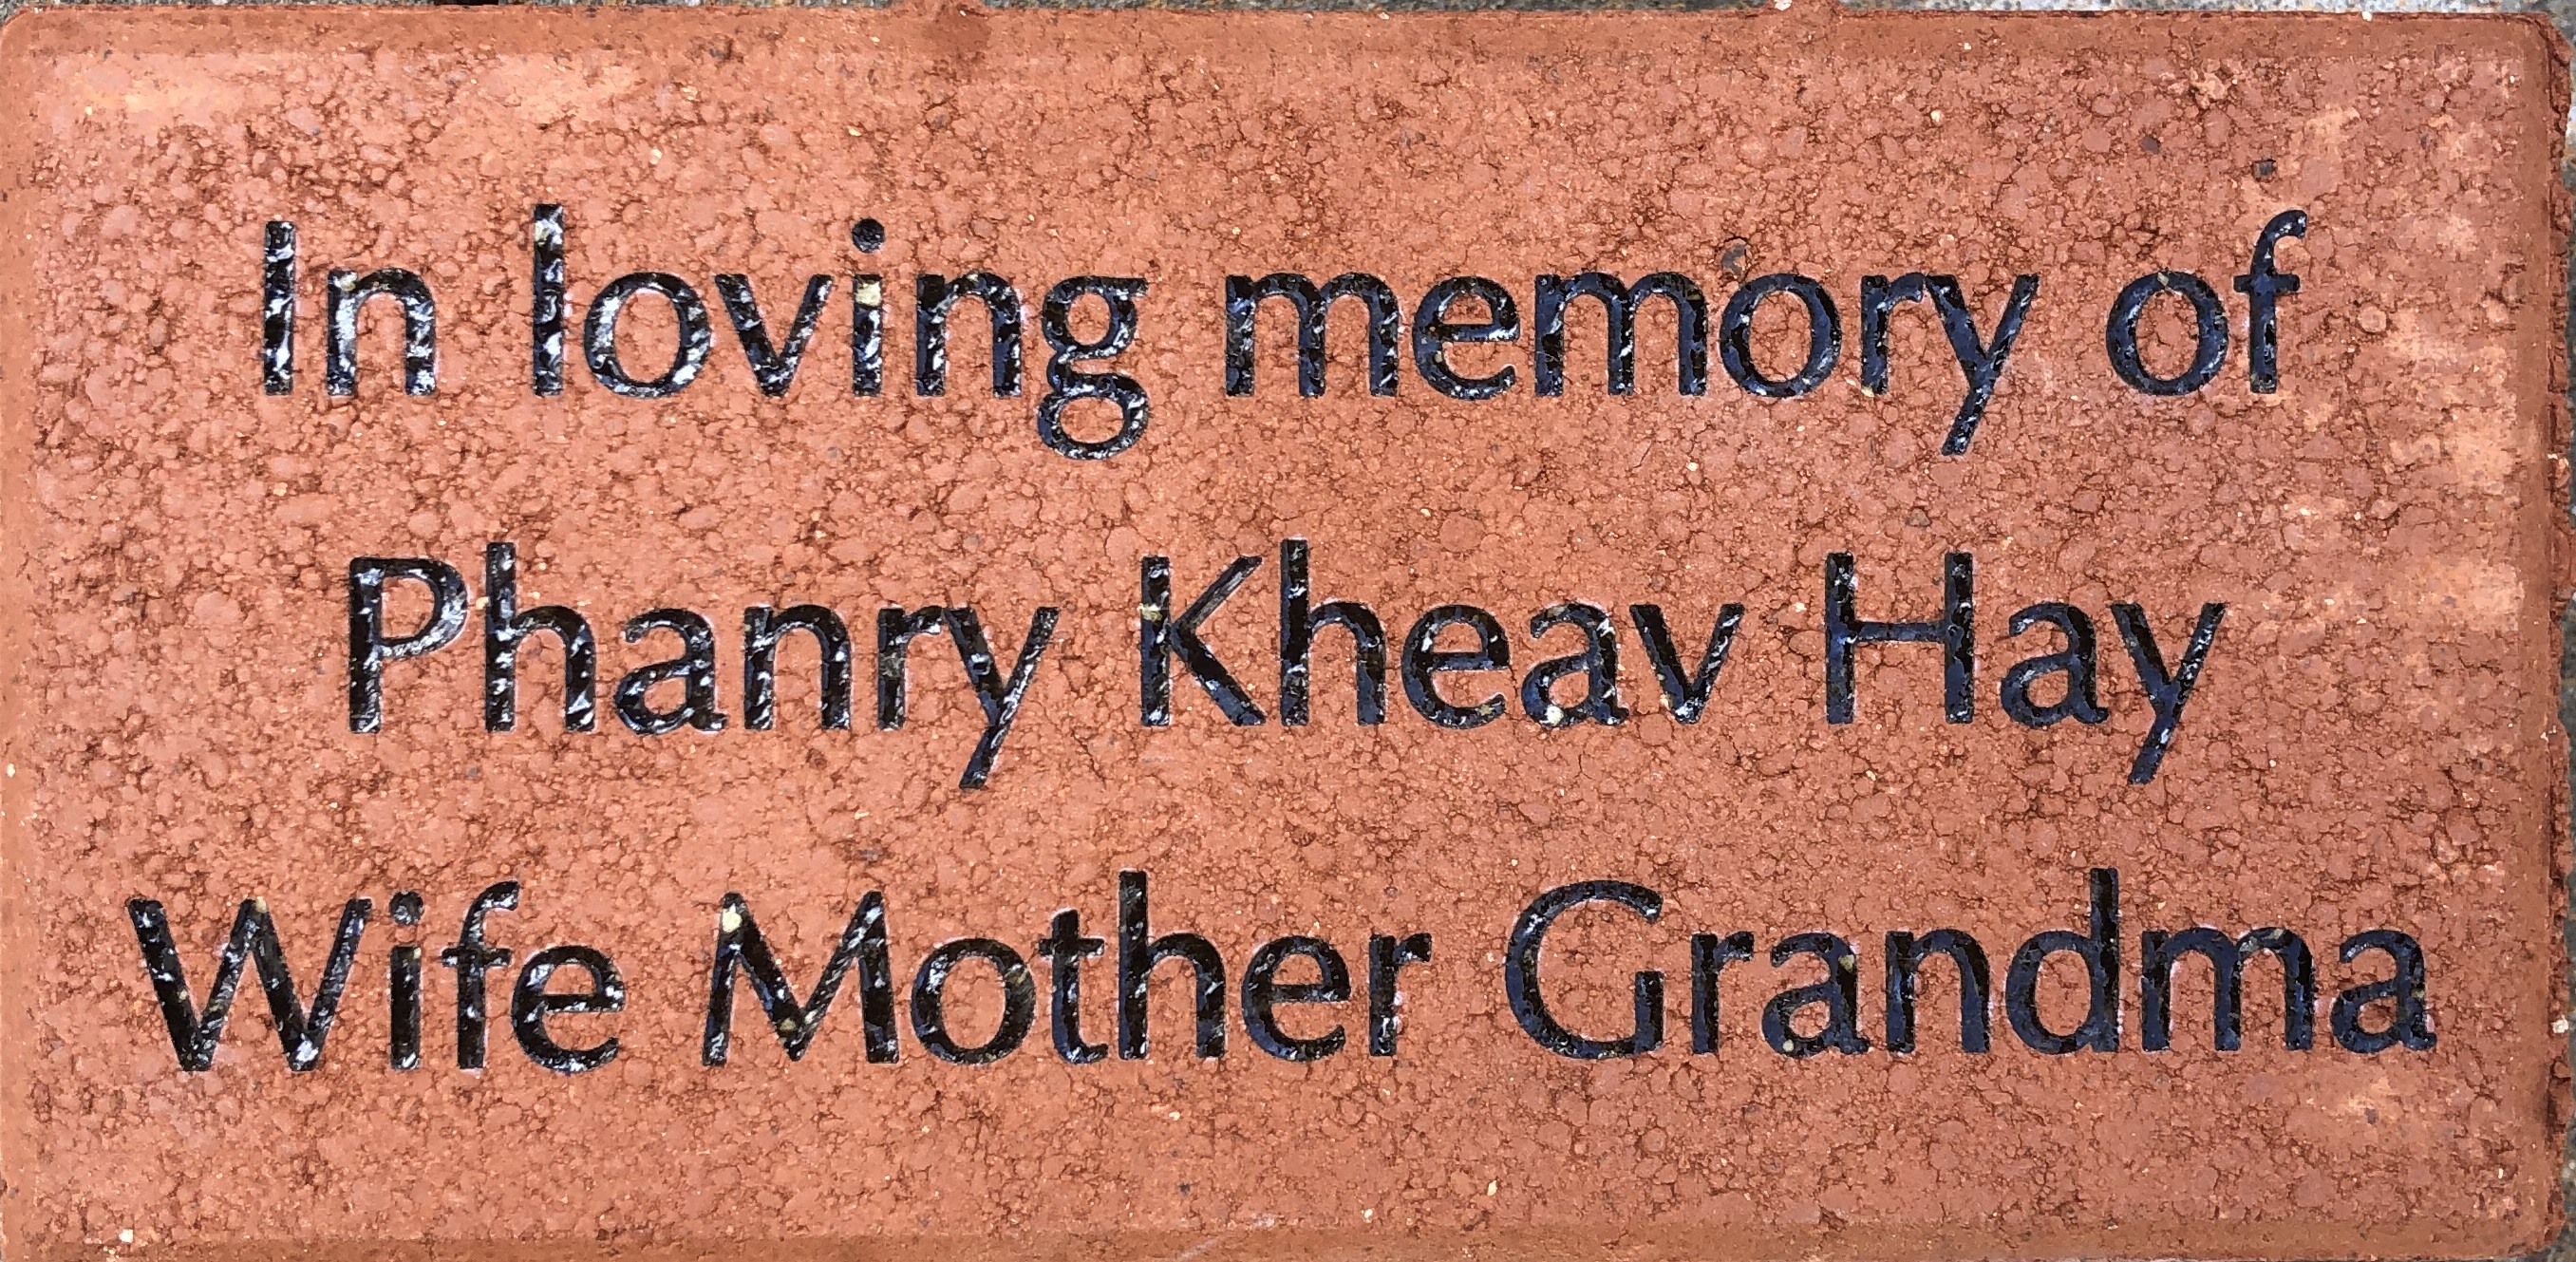 In loving memory of
Phanry Kheav Hay
Wife Mother Grandma